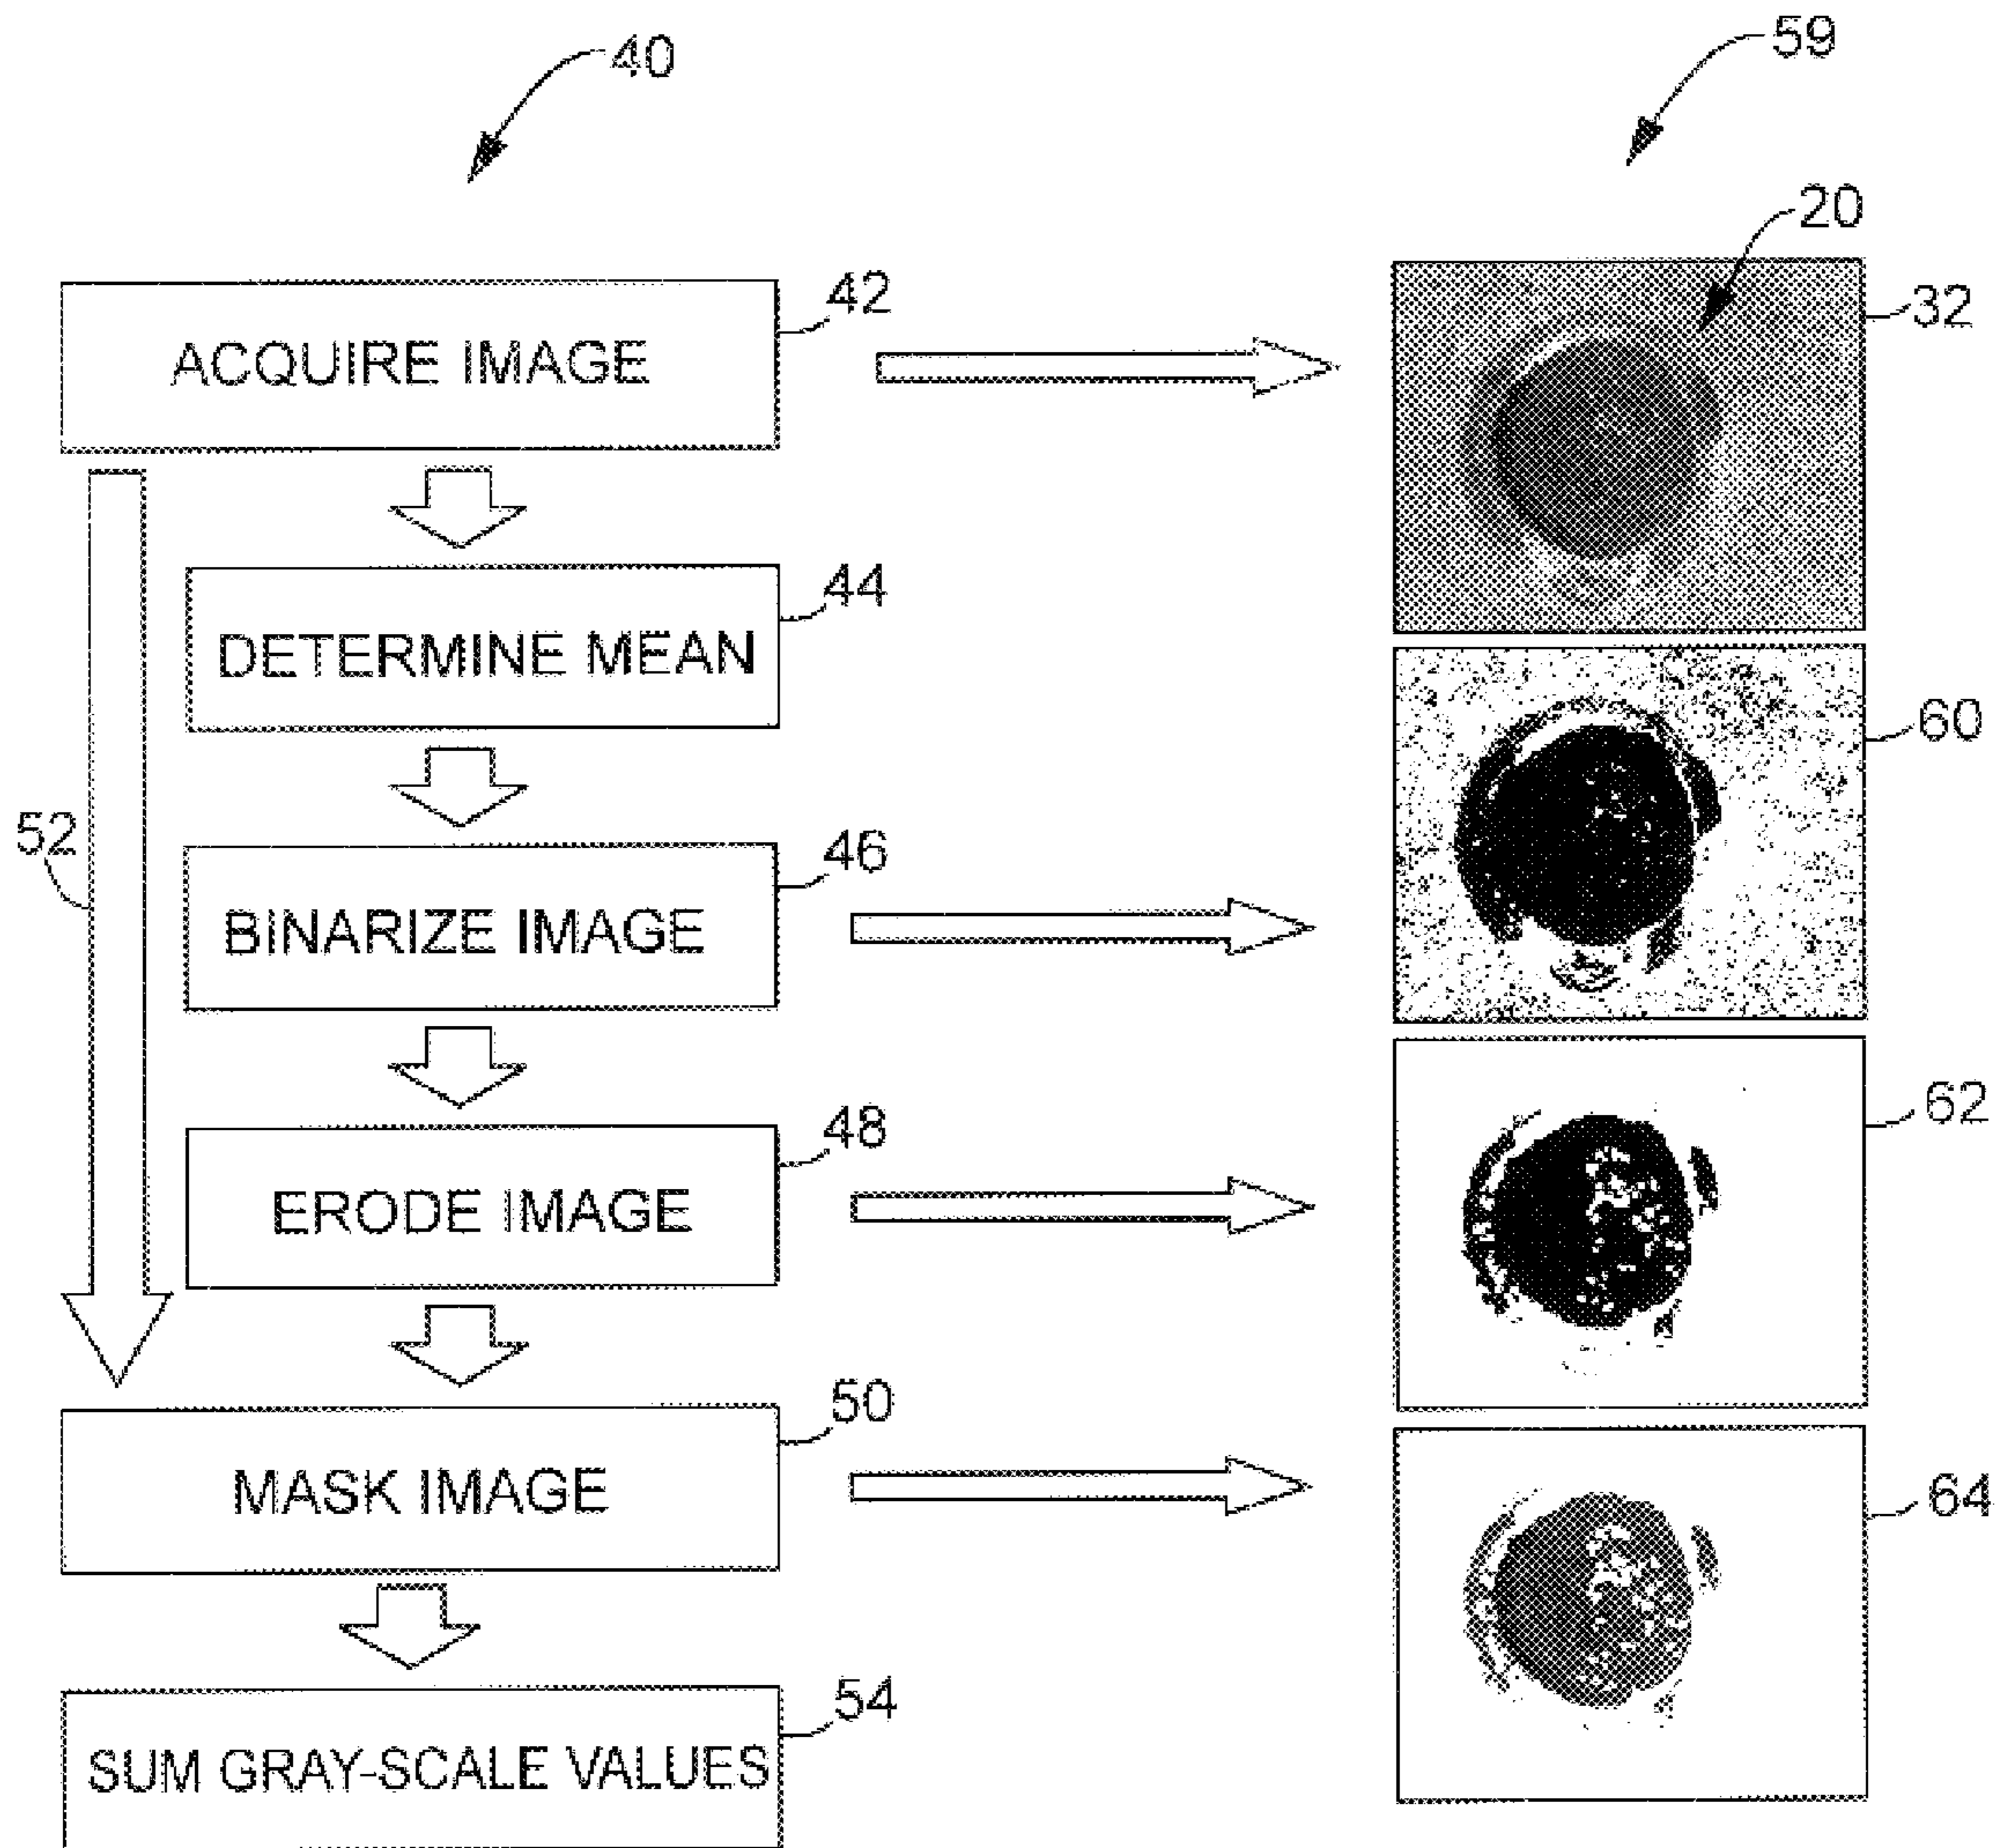 40
59
20
42
ACQUIRE IMAGE
32
44
DETERMINE MEAN
60
52
46
BINARIZE IMAGE
62
48
ERODE IMAGE
50
MASK IMAGE
64
54
SUM GRAY-SCALE VALUES